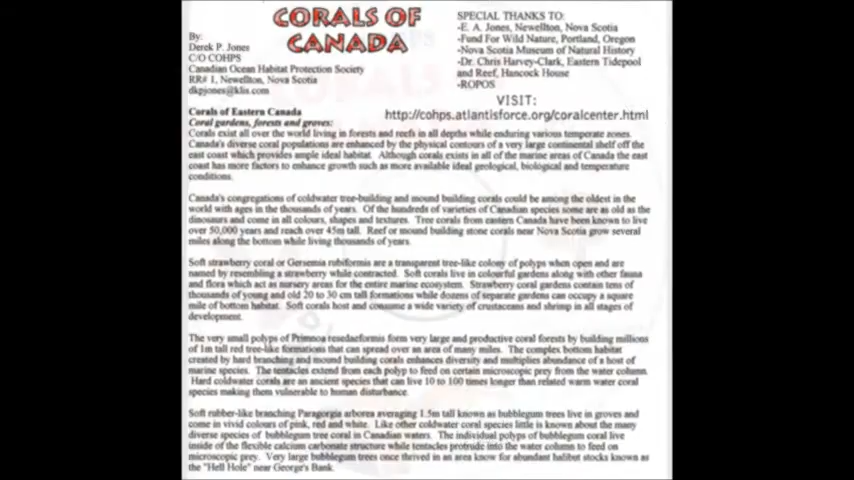 CORALS OF
CANADA
By:
Derek P. Jones
C/O COHPS
Canadian Ocean Habitat Protection Society
RR# 1, Newellton, Nova Scotia
dkpjones@klis.com
SPECIAL THANKS TO:
-E. A. Jones, Newellton, Nova Scotia
-Fund For Wild Nature, Portland, Oregon
-Nova Scotia Museum of Natural History
-Dr. Chris Harvey-Clark, Eastern Tidepool
and Reef, Hancock House
-ROPOS
VISIT:
http://cohps.atlantisforce.org/coralcenter.html
Corals of Eastern Canada
Coral gardens, forests and groves:
Corals exist all over the world living in forests and reefs in all depths while enduring various temperate zones.
Canada's diverse coral populations are enhanced by the physical contours of a very large continental shelf off the
east coast which provides ample ideal habitat. Although corals exists in all of the marine areas of Canada the east
coast has more factors to enhance growth such as more available ideal geological, biological and temperature
conditions.
Canada's congregations of coldwater tree-building and mound building corals could be among the oldest in the
world with ages in the thousands of years. Of the hundreds of varieties of Canadian species some are as old as the
dinosaurs and come in all colours, shapes and textures. Tree corals from eastern Canada have been known to live
over 50,000 years and reach over 45m tall. Reef or mound building stone corals near Nova Scotia grow several
miles along the bottom while living thousands of years.
Soft strawberry coral or Gersemia rubiformis are a transparent tree-like colony of polyps when open and are
named by resembling a strawberry while contracted. Soft corals live in colourful gardens along with other fauna
and flora which act as nursery areas for the entire marine ecosystem. Strawberry coral gardens contain tens of
thousands of young and old 20 to 30 cm tall formations while dozens of separate gardens can occupy a square
mile of bottom habitat. Soft corals host and consume a wide variety of crustaceans and shrimp in all stages of
development.
The very small polyps of Primnoa resedaeformis form very large and productive coral forests by building millions
of 1m tall red tree-like formations that can spread over an area of many miles. The complex bottom habitat
created by hard branching and mound building corals enhances diversity and multiplies abundance of a host of
marine species. The tentacles extend from each polyp to feed on certain microscopic prey from the water column.
Hard coldwater corals are an ancient species that can live 10 to 100 times longer than related warm water coral
species making them vulnerable to human disturbance.
Soft rubber-like branching Paragorgia arborea averaging 1.5m tall known as bubblegum trees live in groves and
come in vivid colours of pink, red and white. Like other coldwater coral species little is known about the many
diverse species of bubblegum tree coral in Canadian waters. The individual polyps of bubblegum coral live
inside of the flexible calcium carbonate structure while tentacles protrude into the water column to feed on
microscopic prey. Very large bubblegum trees once thrived in an area know for abundant halibut stocks known as
the "Hell Hole" near George's Bank.